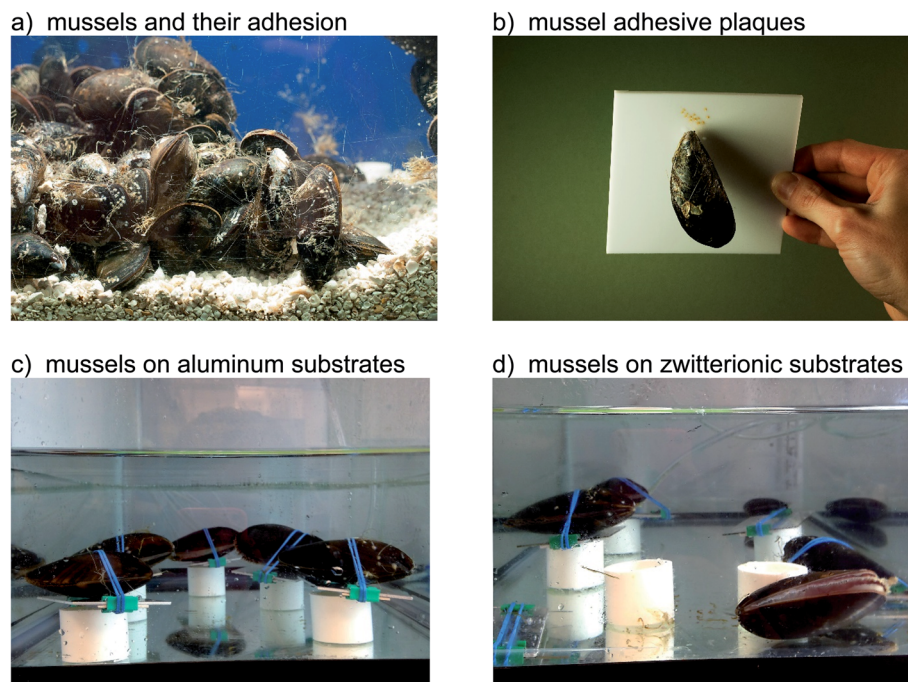 a) mussels and their adhesion
b) mussel adhesive plaques
c) mussels on aluminum substrates
d) mussels on zwitterionic substrates